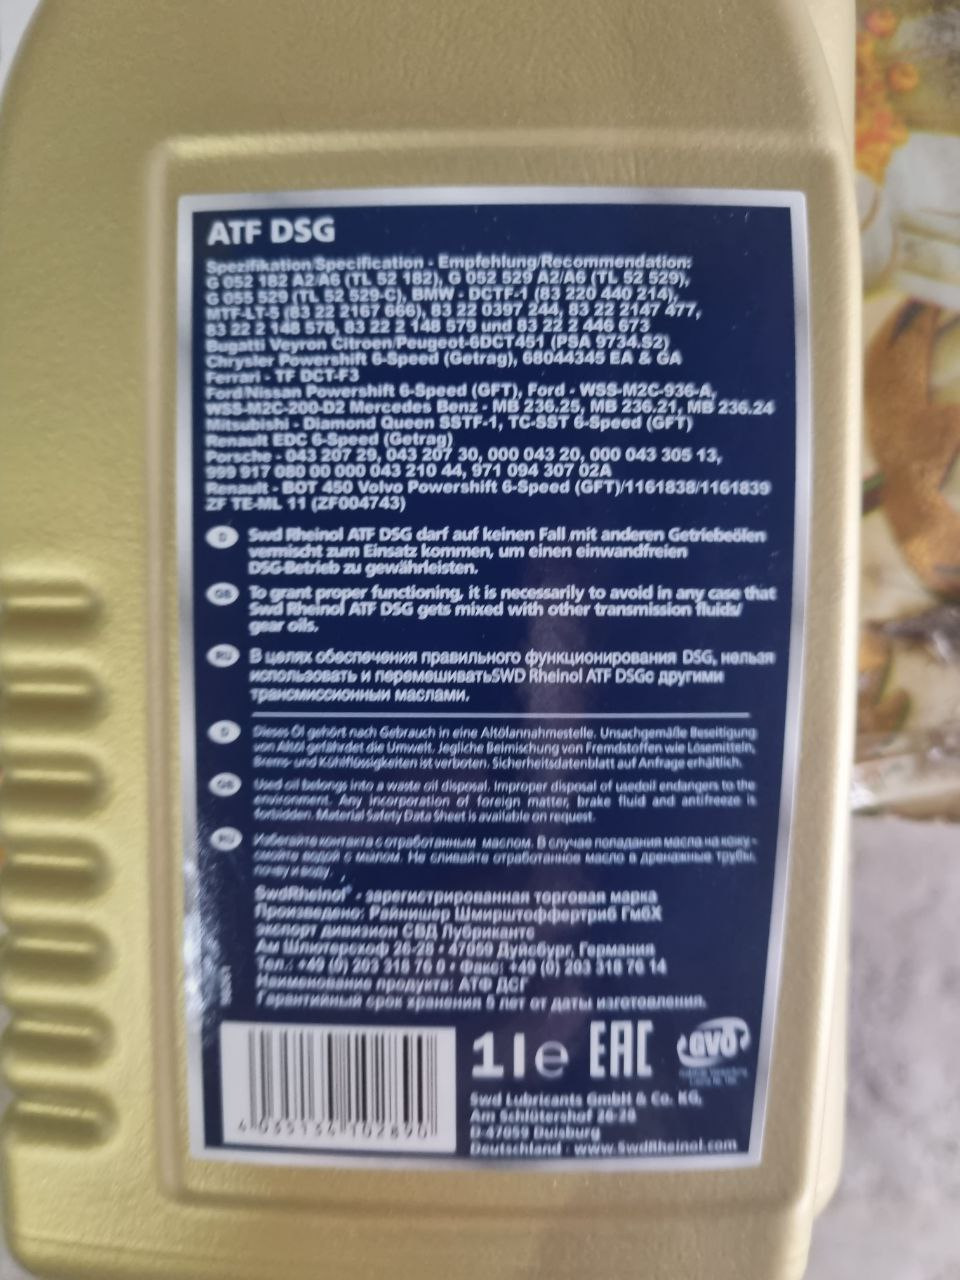 ATF DSG
Spezifikation/Specification - Empfehlung/Recommendation:
G 052 182 A2/A6 (TL 52 182), G 052 529 A2/A6 (TL 52 529),
G 055 529 (TL 52 529-C), BMW - DCTF-1 (83 220 440 214),
MTF-LT-5 (83 22 2167 666), 83 22 0397 244, 83 22 2147 477,
83 22 2 148 578, 83 22 2 148 579 und 83 22 2 446 673
Bugatti Veyron Citroen/Peugeot-6DCT451 (PSA 9734.S2)
Chrysler Powershift 6-Speed (Getrag), 68044345 EA & GA
Ferrari - TF DCT-F3
Ford/Nissan Powershift 6-Speed (GFT), Ford - WSS-M2C-936-A,
WSS-M2C-200-D2 Mercedes Benz - MB 236.25, MB 236.21, MB 236.24
Mitsubishi - Diamond Queen SSTF-1, TC-SST 6-Speed (GFT)
Renault EDC 6-Speed (Getrag)
Porsche - 043 207 29, 043 207 30, 000 043 20, 000 043 305 13,
999 917 080 00 000 043 210 44, 971 094 307 02A
Renault - BOT 450 Volvo Powershift 6-Speed (GFT)/1161838/1161839
ZF TE-ML 11 (ZF004743)
D Swd Rheinol ATF DSG darf auf keinen Fall mit anderen Getriebeölen
vermischt zum Einsatz kommen, um einen einwandfreien
DSG-Betrieb zu gewährleisten.
GB To grant proper functioning, it is necessarily to avoid in any case that
Swd Rheinol ATF DSG gets mixed with other transmission fluids/
gear oils.
RU В целях обеспечения правильного функционирования DSG, нельзя
использовать и перемешиватьSWD Rheinol ATF DSGс другими
трансмиссионныи маслами.
D Dieses Öl gehört nach Gebrauch in eine Altölannahmestelle. Unsachgemäße Beseitigung
von Altöl gefährdet die Umwelt. Jegliche Beimischung von Fremdstoffen wie Lösemitteln,
Brems- und Kühlflüssigkeiten ist verboten. Sicherheitsdatenblatt auf Anfrage erhältlich.
GB Used oil belongs into a waste oil disposal. Improper disposal of usedoil endangers to the
environment. Any incorporation of foreign matter, brake fluid and antifreeze is
forbidden. Material Safety Data Sheet is available on request.
RU Избегайте контакта с отработанным маслом. В случае попадания масла на кожу -
смойте водой с мылом. Не сливайте отработанное масло в дренажные трубы,
почву и воду.
SwdRheinol® - зарегистрированная торговая марка
Произведено: Райнишер Шмирштоффертриб ГмбХ
экспорт дивизион СВД Лубриканте
Ам Шлютерсхоф 26-28 • 47059 Дуйсбург, Германия
Тел.: +49 (0) 203 318 76 0 • Факс: +49 (0) 203 318 76 14
Наименование продукта: АТФ ДСГ
Гарантийный срок хранения 5 лет от даты изготовления.
4 035134 102890
1 l e EAC GVÖ
Swd Lubricants GmbH & Co. KG,
Am Schlütershof 26-28
D-47059 Duisburg
Deutschland · www.SwdRheinol.com